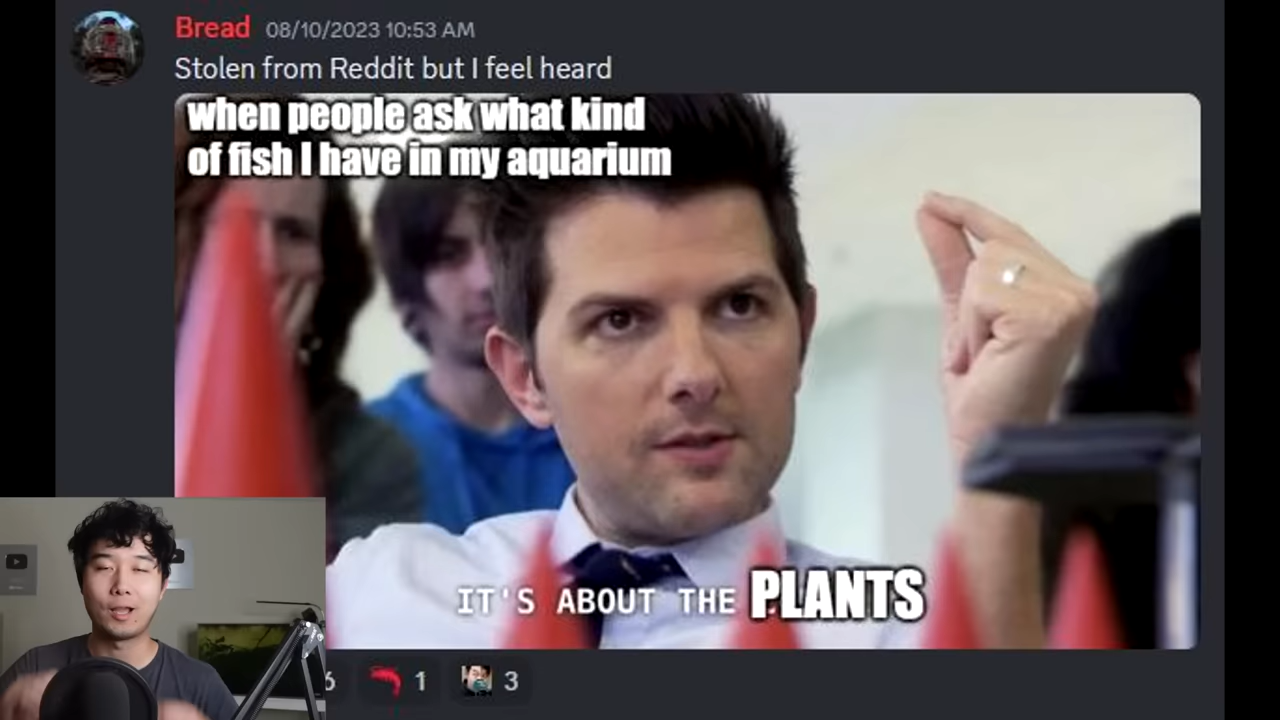 Bread 08/10/2023 10:53 AM
Stolen from Reddit but I feel heard
when people ask what kind
of fish I have in my aquarium
IT'S ABOUT THE PLANTS
6 1 3